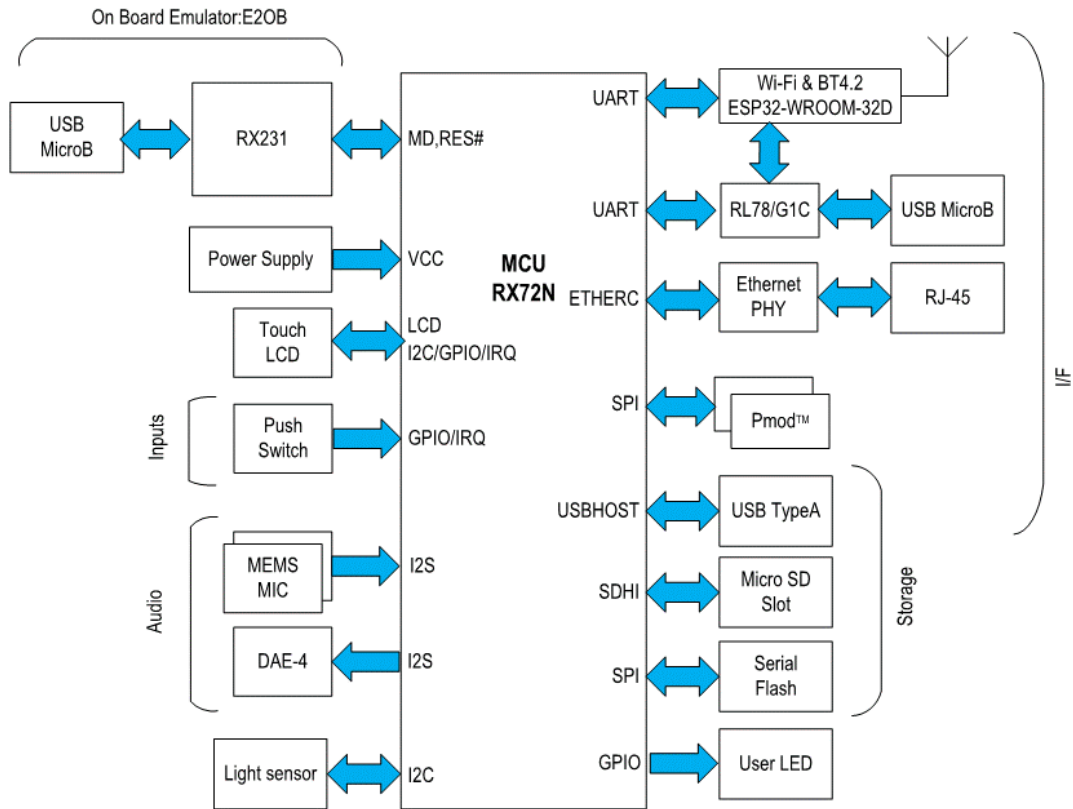 On Board Emulator:E2OB
USB
MicroB
RX231
MD,RES#
Power Supply
VCC
Touch
LCD
LCD
I2C/GPIO/IRQ
Inputs
Push
Switch
GPIO/IRQ
Audio
MEMS
MIC
I2S
DAE-4
I2S
Light sensor
I2C
MCU
RX72N
UART
Wi-Fi & BT4.2
ESP32-WROOM-32D
UART
RL78/G1C
USB MicroB
ETHERC
Ethernet
PHY
RJ-45
I/F
SPI
Pmod™
USBHOST
USB TypeA
SDHI
Micro SD
Slot
Storage
SPI
Serial
Flash
GPIO
User LED